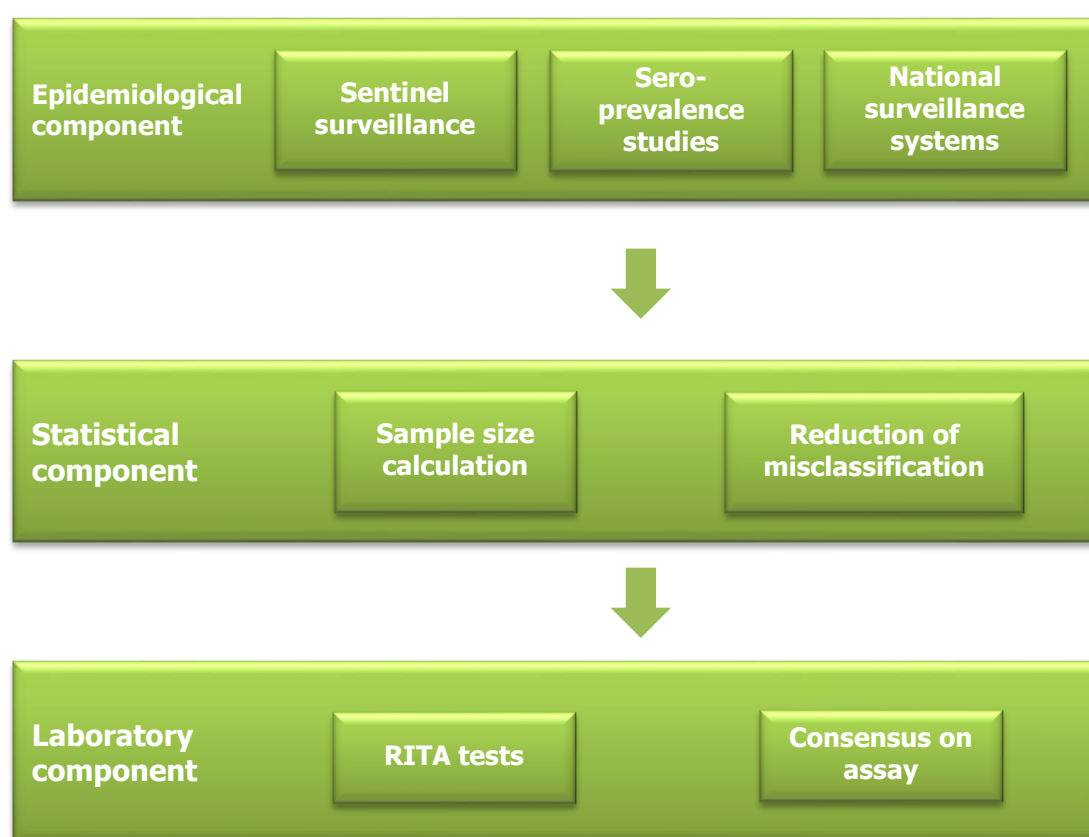 Epidemiological
component
Sentinel
surveillance
Sero-
prevalence
studies
National
surveillance
systems
Statistical
component
Sample size
calculation
Reduction of
misclassification
Laboratory
component
RITA tests
Consensus on
assay